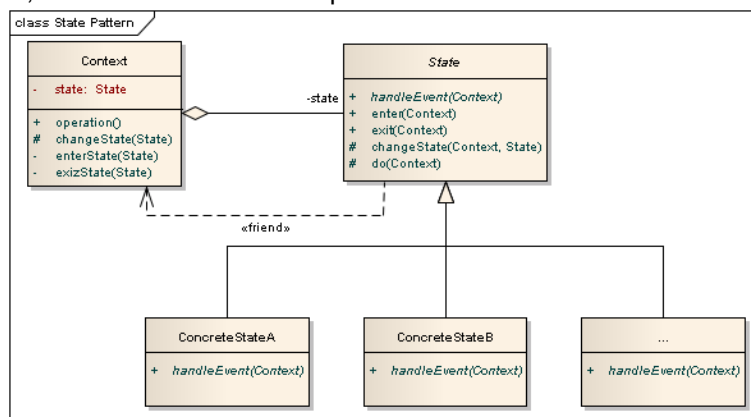 class State Pattern
Context
- state: State
+ operation()
# changeState(State)
- enterState(State)
- exizState(State)
-state
State
+ handleEvent(Context)
+ enter(Context)
+ exit(Context)
# changeState(Context, State)
# do(Context)
«friend»
ConcreteStateA
+ handleEvent(Context)
ConcreteStateB
+ handleEvent(Context)
...
+ handleEvent(Context)